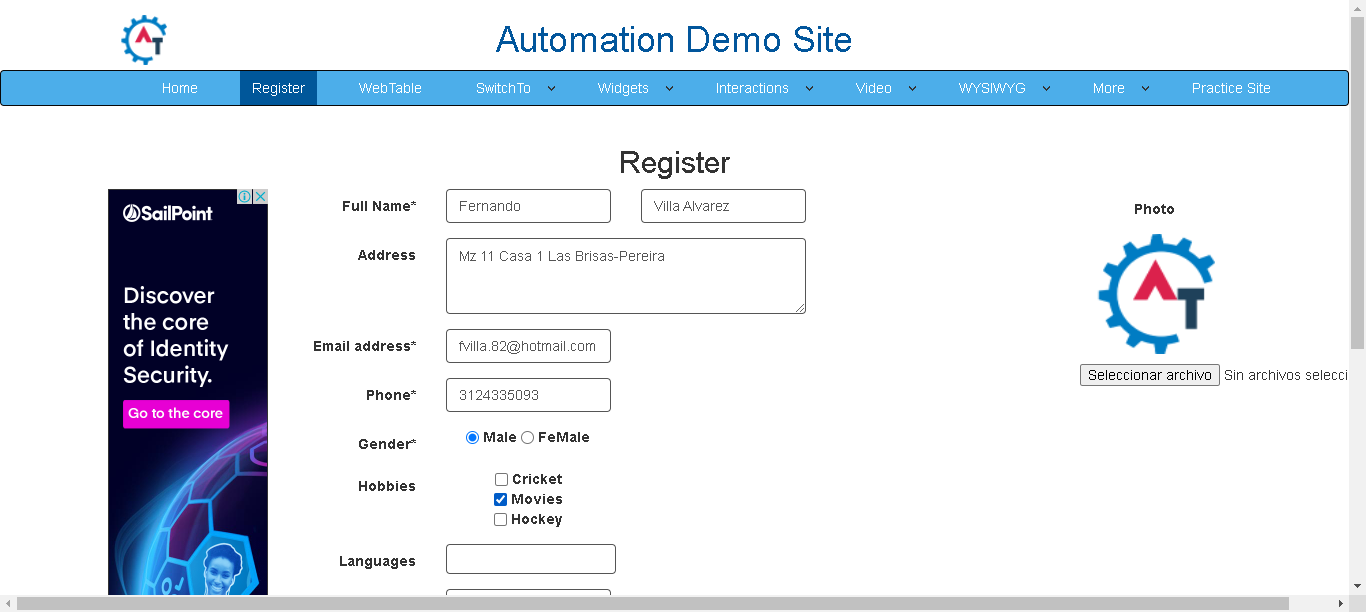 Automation Demo Site
Home Register WebTable SwitchTo Widgets Interactions Video WYSIWYG More Practice Site
Register
SailPoint
Discover
the core
of Identity
Security.
Go to the core
Full Name* Fernando Villa Alvarez
Address Mz 11 Casa 1 Las Brisas-Pereira
Email address* fvilla.82@hotmail.com
Phone* 3124335093
Gender* Male FeMale
Hobbies Cricket
Movies
Hockey
Languages
Photo
AT
Seleccionar archivo Sin archivos selecci